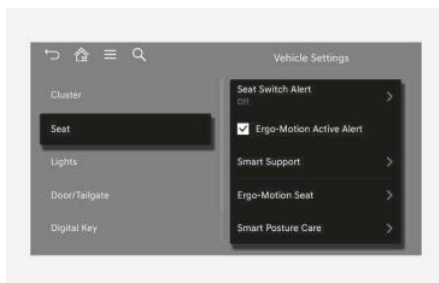 Vehicle Settings
Cluster
Seat
Lights
Door/Tailgate
Digital Key
Seat Switch Alert
Off
Ergo-Motion Active Alert
Smart Support
Ergo-Motion Seat
Smart Posture Care